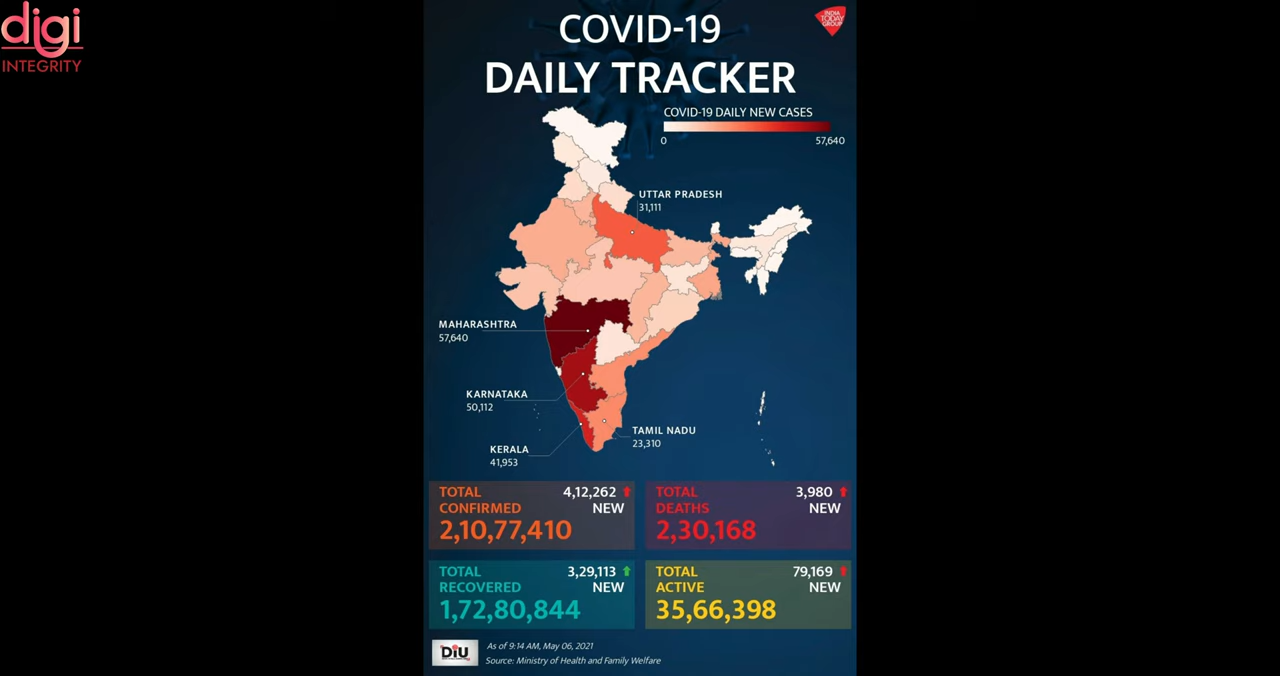 digi
INTEGRITY
COVID-19
DAILY TRACKER
INDIA
TODAY
GROUP
COVID-19 DAILY NEW CASES
0
57,640
UTTAR PRADESH
31,111
MAHARASHTRA
57,640
KARNATAKA
50,112
TAMIL NADU
23,310
KERALA
41,953
TOTAL CONFIRMED
4,12,262 NEW
2,10,77,410
TOTAL DEATHS
3,980 NEW
2,30,168
TOTAL RECOVERED
3,29,113 NEW
1,72,80,844
TOTAL ACTIVE
79,169 NEW
35,66,398
DiU
As of 9:14 AM, May 06, 2021
Source: Ministry of Health and Family Welfare